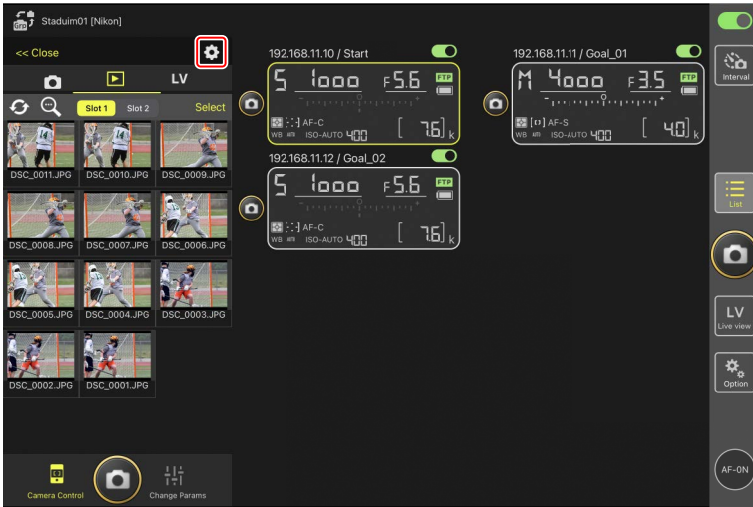 Grp Staduim01 [Nikon]
<< Close
LV
Slot 1 Slot 2 Select
DSC_0011.JPG DSC_0010.JPG DSC_0009.JPG
DSC_0008.JPG DSC_0007.JPG DSC_0006.JPG
DSC_0005.JPG DSC_0004.JPG DSC_0003.JPG
DSC_0002.JPG DSC_0001.JPG
Camera Control Change Params
192.168.11.10 / Start
S 1000 F5.6 FTP
AF-C
WB AUTO ISO-AUTO 400 [ 7.6] k
192.168.11.11 / Goal_01
M 4000 F3.5 FTP
- +
AF-S
WB AUTO ISO-AUTO 400 [ 4.0] k
192.168.11.12 / Goal_02
S 1000 F5.6 FTP
AF-C
WB AUTO ISO-AUTO 400 [ 7.6] k
Interval
List
LV
Live view
Option
AF-ON